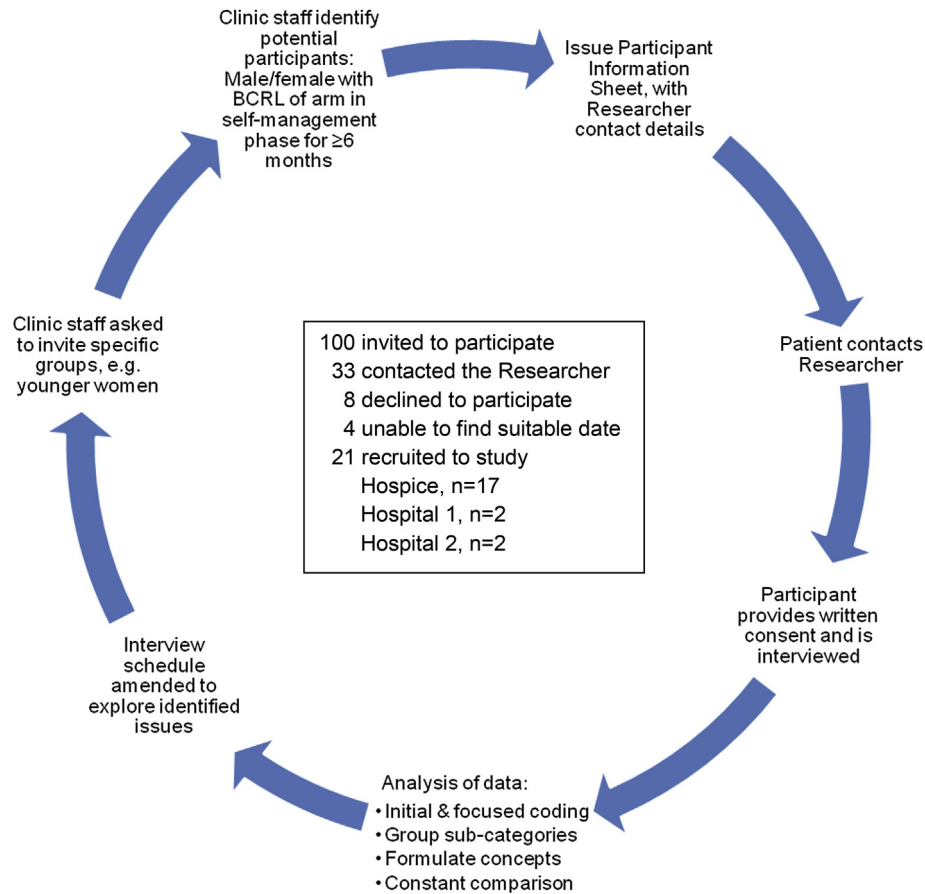 Clinic staff identify
potential
participants:
Male/female with
BCRL of arm in
self-management
phase for ≥6
months
Issue Participant
Information
Sheet, with
Researcher
contact details
Patient contacts
Researcher
Participant
provides written
consent and is
interviewed
Analysis of data:
• Initial & focused coding
• Group sub-categories
• Formulate concepts
• Constant comparison
Interview
schedule
amended to
explore identified
issues
Clinic staff asked
to invite specific
groups, e.g.
younger women
100 invited to participate
33 contacted the Researcher
8 declined to participate
4 unable to find suitable date
21 recruited to study
Hospice, n=17
Hospital 1, n=2
Hospital 2, n=2